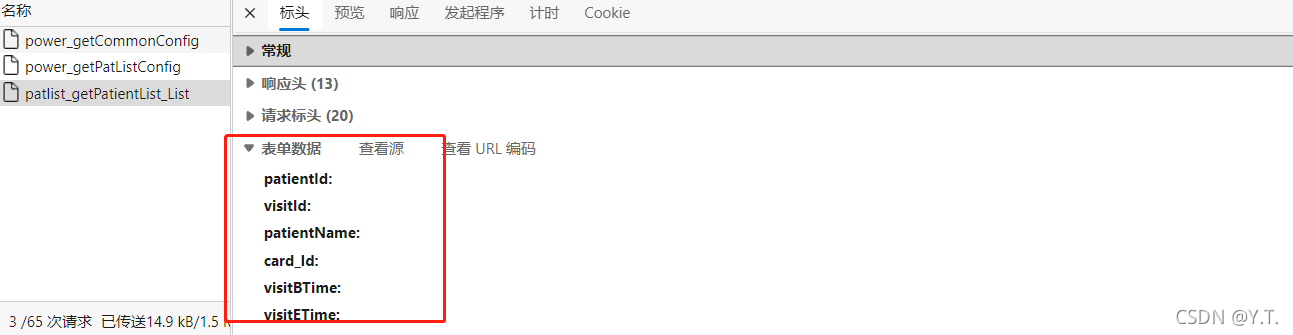 名称
power_getCommonConfig
power_getPatListConfig
patlist_getPatientList_List
3 /65 次请求 已传送14.9 kB/1.5
标头 预览 响应 发起程序 计时 Cookie
常规
响应头 (13)
请求标头 (20)
表单数据 查看源 查看 URL 编码
patientId:
visitId:
patientName:
card_Id:
visitBTime:
visitETime:
CSDN @Y.T.